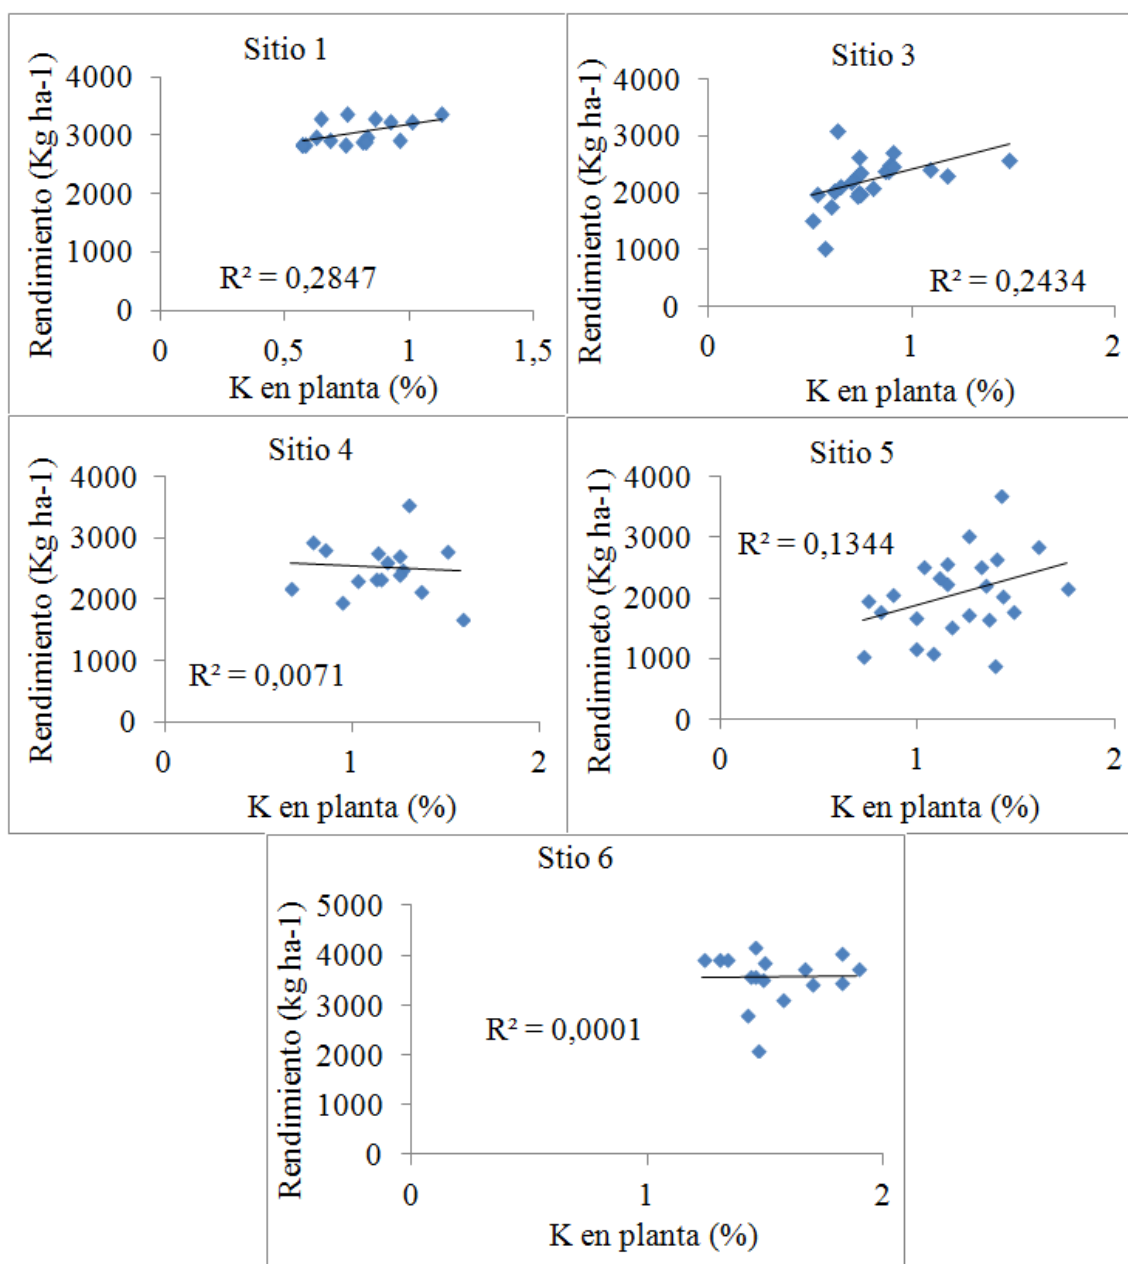 Sitio 1
Rendimiento (Kg ha-1)
4000
3000
2000
1000
0
R² = 0,2847
0 0,5 1 1,5
K en planta (%)
Sitio 3
Rendimiento (Kg ha-1)
4000
3000
2000
1000
0
R² = 0,2434
0 1 2
K en planta (%)
Sitio 4
Rendimiento (Kg ha-1)
4000
3000
2000
1000
0
R² = 0,0071
0 1 2
K en planta (%)
Sitio 5
Rendimineto (Kg ha-1)
4000
3000
2000
1000
0
R² = 0,1344
0 1 2
K en planta (%)
Stio 6
Rendimiento (kg ha-1)
5000
4000
3000
2000
1000
0
R² = 0,0001
0 1 2
K en planta (%)